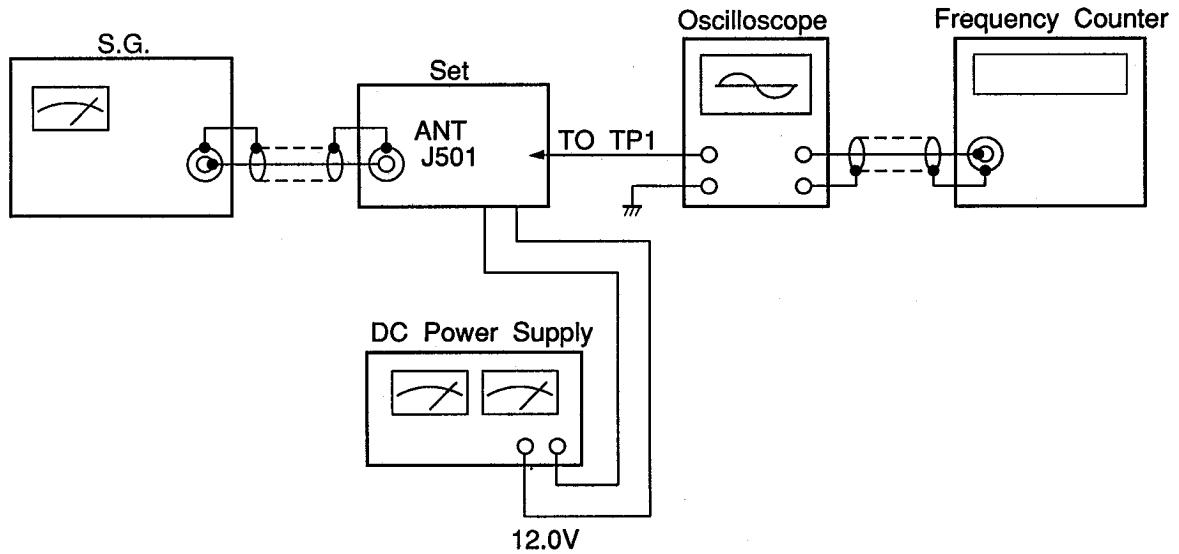 S.G.
Set
ANT
J501
TO TP1
Oscilloscope
Frequency Counter
DC Power Supply
12.0V